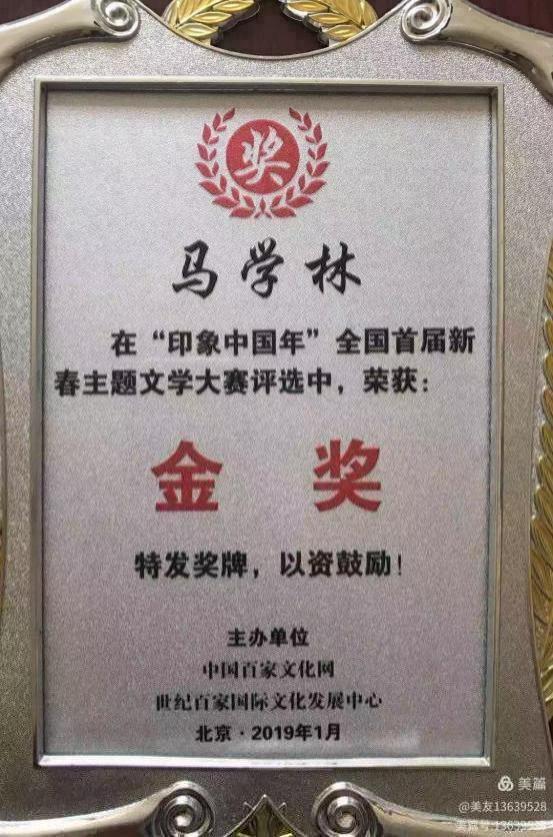 奖
马学林
在“印象中国年”全国首届新
春主题文学大赛评选中，荣获：
金 奖
特发奖牌，以资鼓励！
主办单位
中国百家文化网
世纪百家国际文化发展中心
北京·2019年1月
美篇
@美友13639528